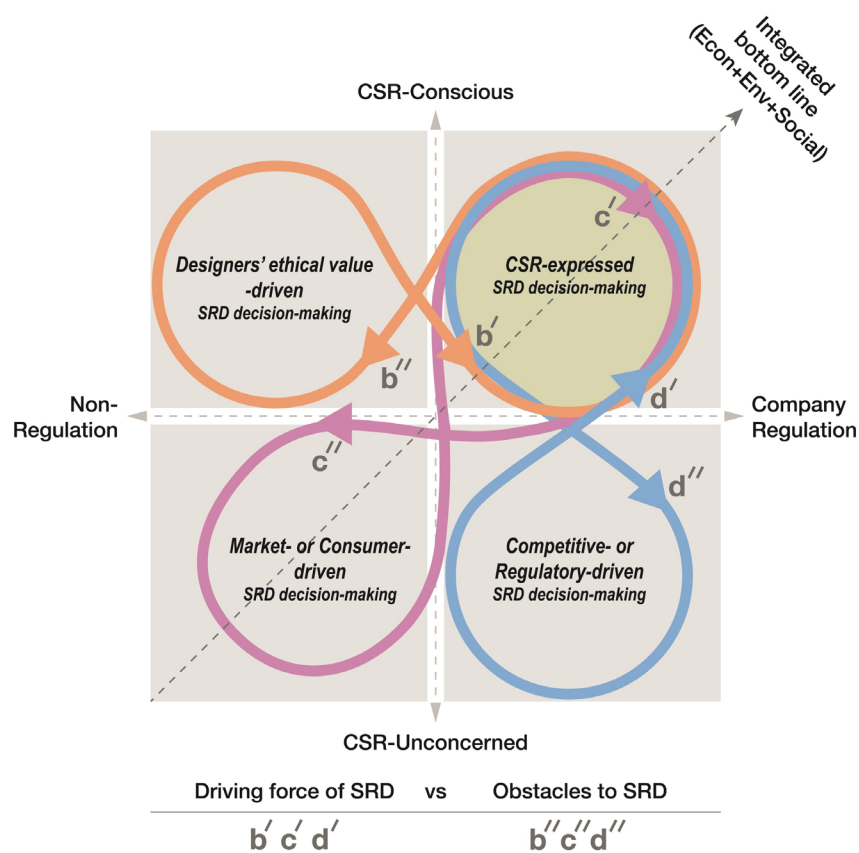 Integrated
bottom line
(Econ+Env+Social)
CSR-Conscious
Designers’ ethical value
-driven
SRD decision-making
CSR-expressed
SRD decision-making
c′
b′
b″
d′
Non-
Regulation
Company
Regulation
c″
d″
Market- or Consumer-
driven
SRD decision-making
Competitive- or
Regulatory-driven
SRD decision-making
CSR-Unconcerned
Driving force of SRD vs Obstacles to SRD
b′ c′ d′ b″c″d″